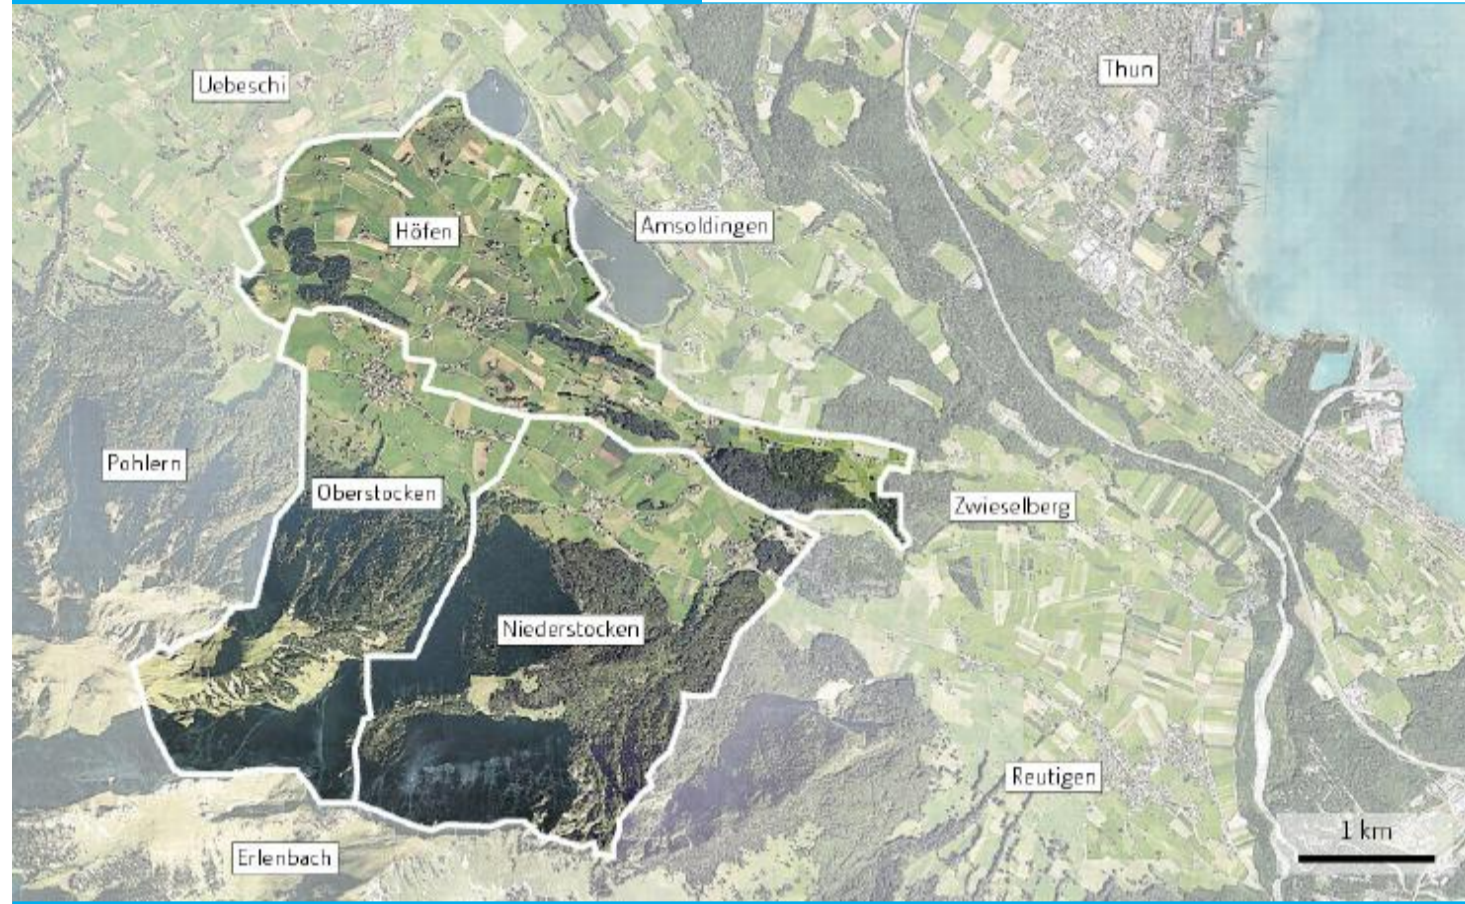 Thun
Uebeschi
Amsoldingen
Höfen
Pohlern
Oberstocken
Zwieselberg
Niederstocken
Reutigen
1 km
Erlenbach